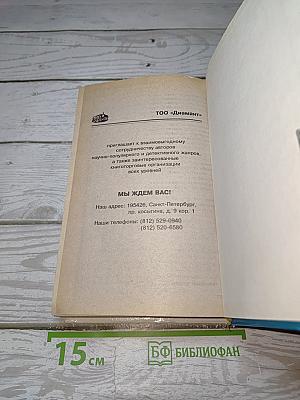 ТОО «Диамант»
приглашает к взаимовыгодному
сотрудничеству авторов
научно-популярного и детективного жанров,
а также заинтересованные
книготорговые организации
всех уровней
МЫ ЖДЕМ ВАС!
Наш адрес: 195426, Санкт-Петербург,
пр. косыгина, д. 9 кор. 1
Наши телефоны: (812) 529-0940
(812) 520-6580
15 см
БФ БИБЛИОФАН